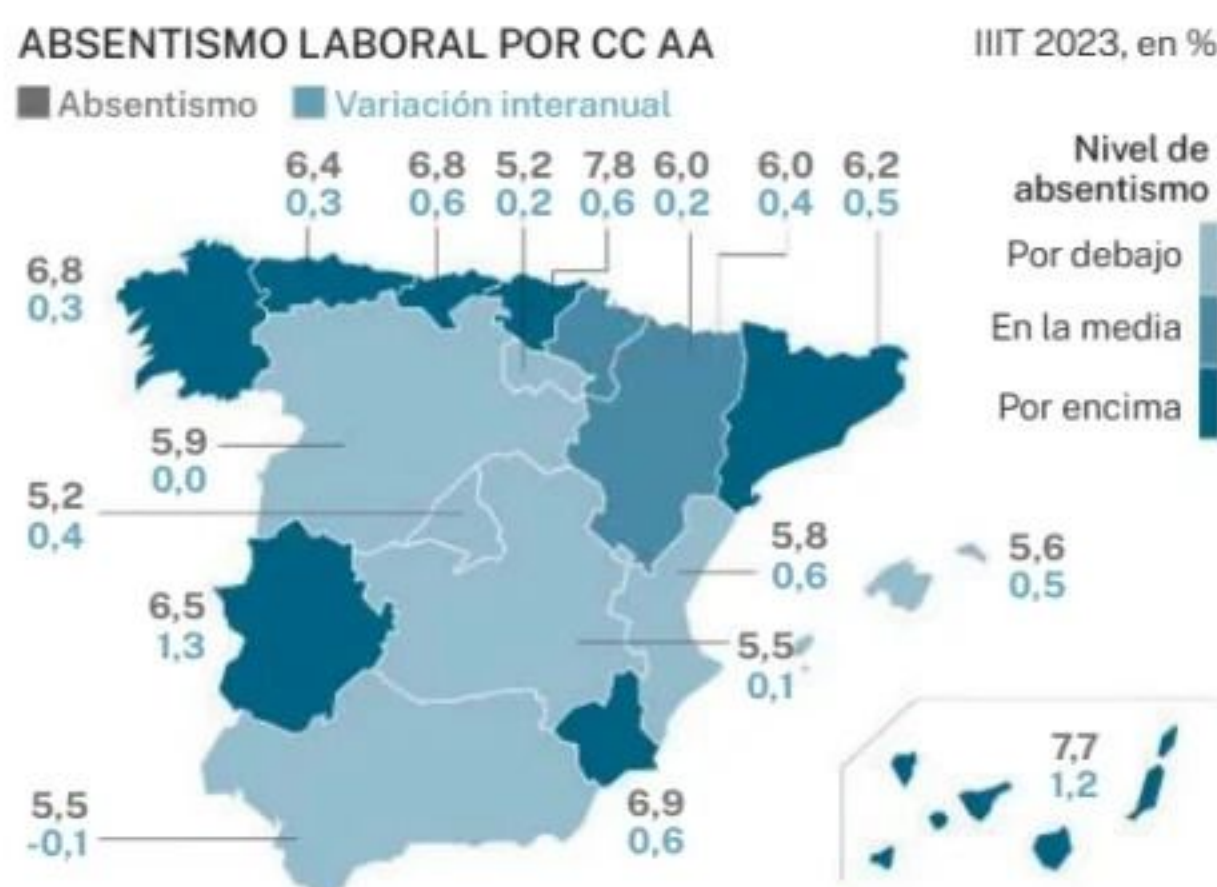 ABSENTISMO LABORAL POR CC AA
IIIT 2023, en %
Absentismo
Variación interanual
Nivel de
absentismo
Por debajo
En la media
Por encima
6,4 6,8 5,2 7,8 6,0 6,0 6,2
0,3 0,6 0,2 0,6 0,2 0,4 0,5
6,8
0,3
5,9
0,0
5,2
0,4
5,8
0,6
5,6
0,5
6,5
1,3
5,5
0,1
7,7
1,2
5,5
-0,1
6,9
0,6